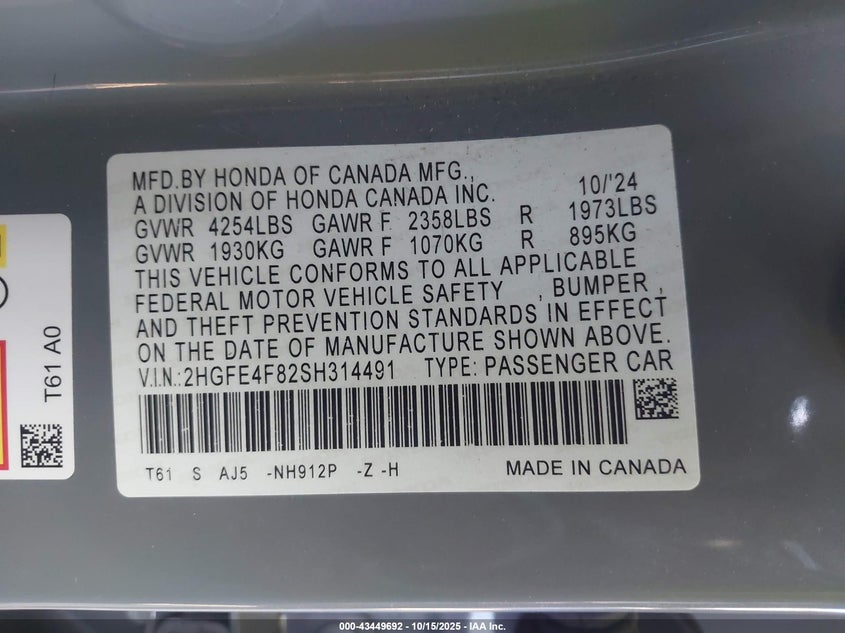 MFD.BY HONDA OF CANADA MFG., 10/'24
A DIVISION OF HONDA CANADA INC.
GVWR 4254LBS GAWR F 2358LBS R 1973LBS
GVWR 1930KG GAWR F 1070KG R 895KG
THIS VEHICLE CONFORMS TO ALL APPLICABLE
FEDERAL MOTOR VEHICLE SAFETY , BUMPER ,
AND THEFT PREVENTION STANDARDS IN EFFECT
ON THE DATE OF MANUFACTURE SHOWN ABOVE.
V.I.N.:2HGFE4F82SH314491 TYPE: PASSENGER CAR
T61 S AJ5 -NH912P -Z -H MADE IN CANADA
T61 A0
000-43449692 - 10/15/2025 - IAA Inc.